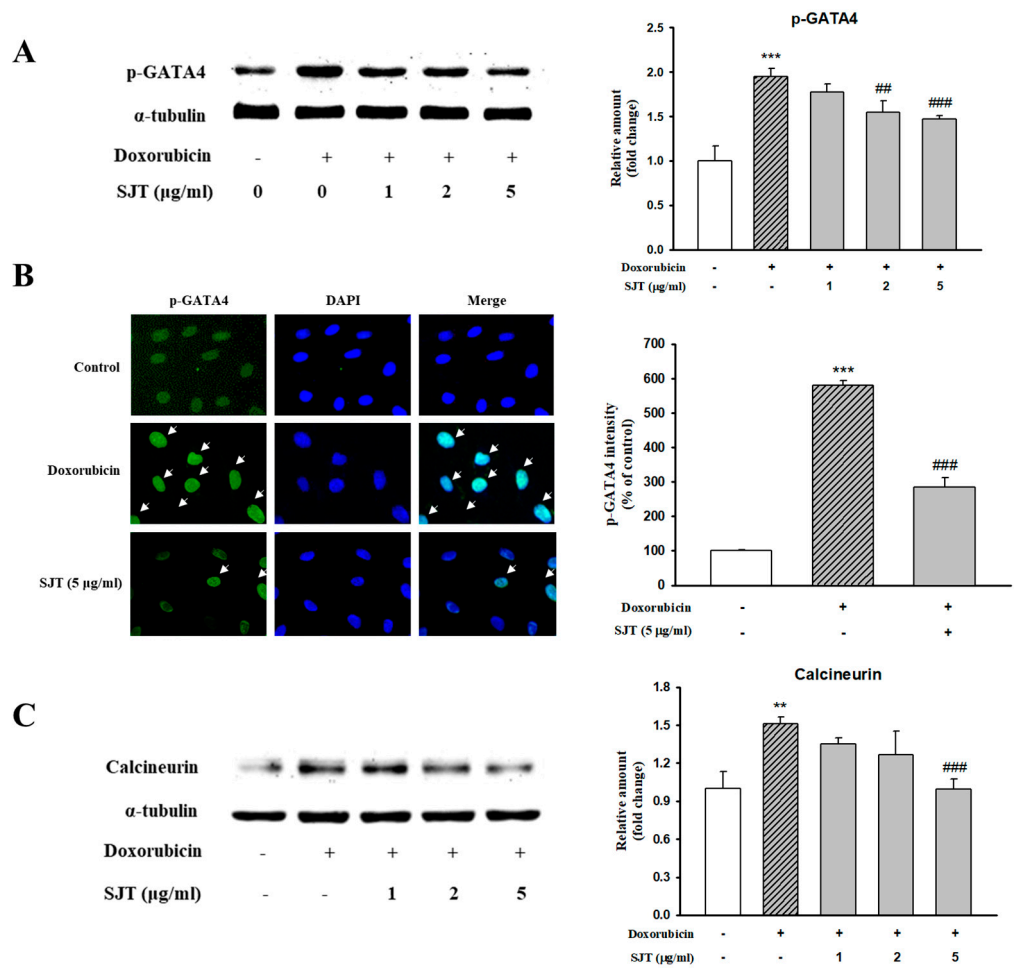 A
p-GATA4
α-tubulin
Doxorubicin - + + + +
SJT (μg/ml) 0 0 1 2 5
p-GATA4
Relative amount
(fold change)
2.5
2.0
1.5
1.0
0.5
0.0
***
##
###
Doxorubicin - + + + +
SJT (μg/ml) - - 1 2 5
B
p-GATA4 DAPI Merge
Control
Doxorubicin
SJT (5 μg/ml)
p-GATA4 intensity
(% of control)
700
600
500
400
300
200
100
0
***
###
Doxorubicin - + +
SJT (5 μg/ml) - - +
C
Calcineurin
α-tubulin
Doxorubicin - + + + +
SJT (μg/ml) - - 1 2 5
Calcineurin
Relative amount
(fold change)
1.8
1.5
1.2
0.9
0.6
0.3
0.0
**
###
Doxorubicin - + + + +
SJT (μg/ml) - - 1 2 5